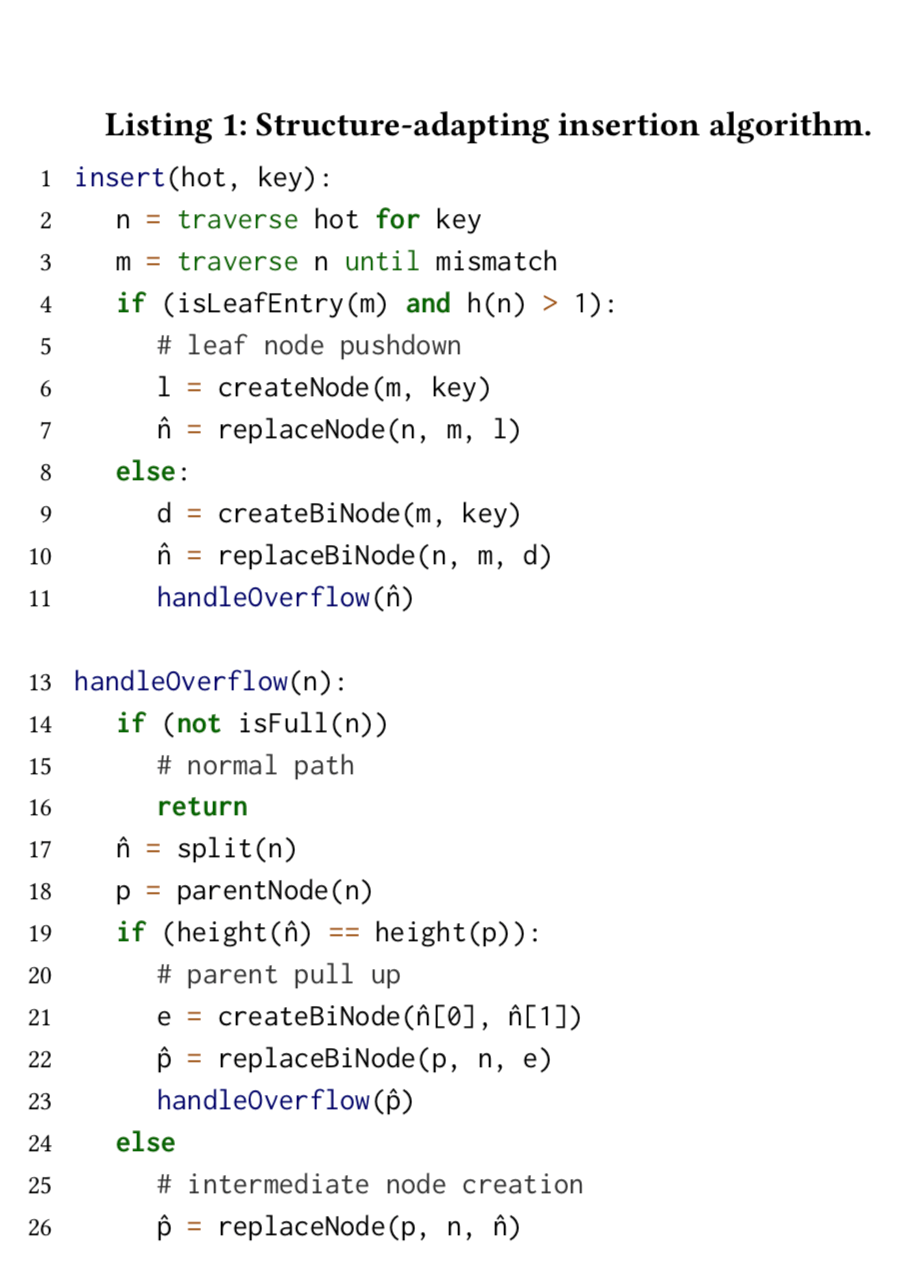 Listing 1: Structure-adapting insertion algorithm.
1 insert(hot, key):
2 n = traverse hot for key
3 m = traverse n until mismatch
4 if (isLeafEntry(m) and h(n) > 1):
5 # leaf node pushdown
6 l = createNode(m, key)
7 n̂ = replaceNode(n, m, l)
8 else:
9 d = createBiNode(m, key)
10 n̂ = replaceBiNode(n, m, d)
11 handleOverflow(n̂)
13 handleOverflow(n):
14 if (not isFull(n))
15 # normal path
16 return
17 n̂ = split(n)
18 p = parentNode(n)
19 if (height(n̂) == height(p)):
20 # parent pull up
21 e = createBiNode(n̂[0], n̂[1])
22 p̂ = replaceBiNode(p, n, e)
23 handleOverflow(p̂)
24 else
25 # intermediate node creation
26 p̂ = replaceNode(p, n, n̂)